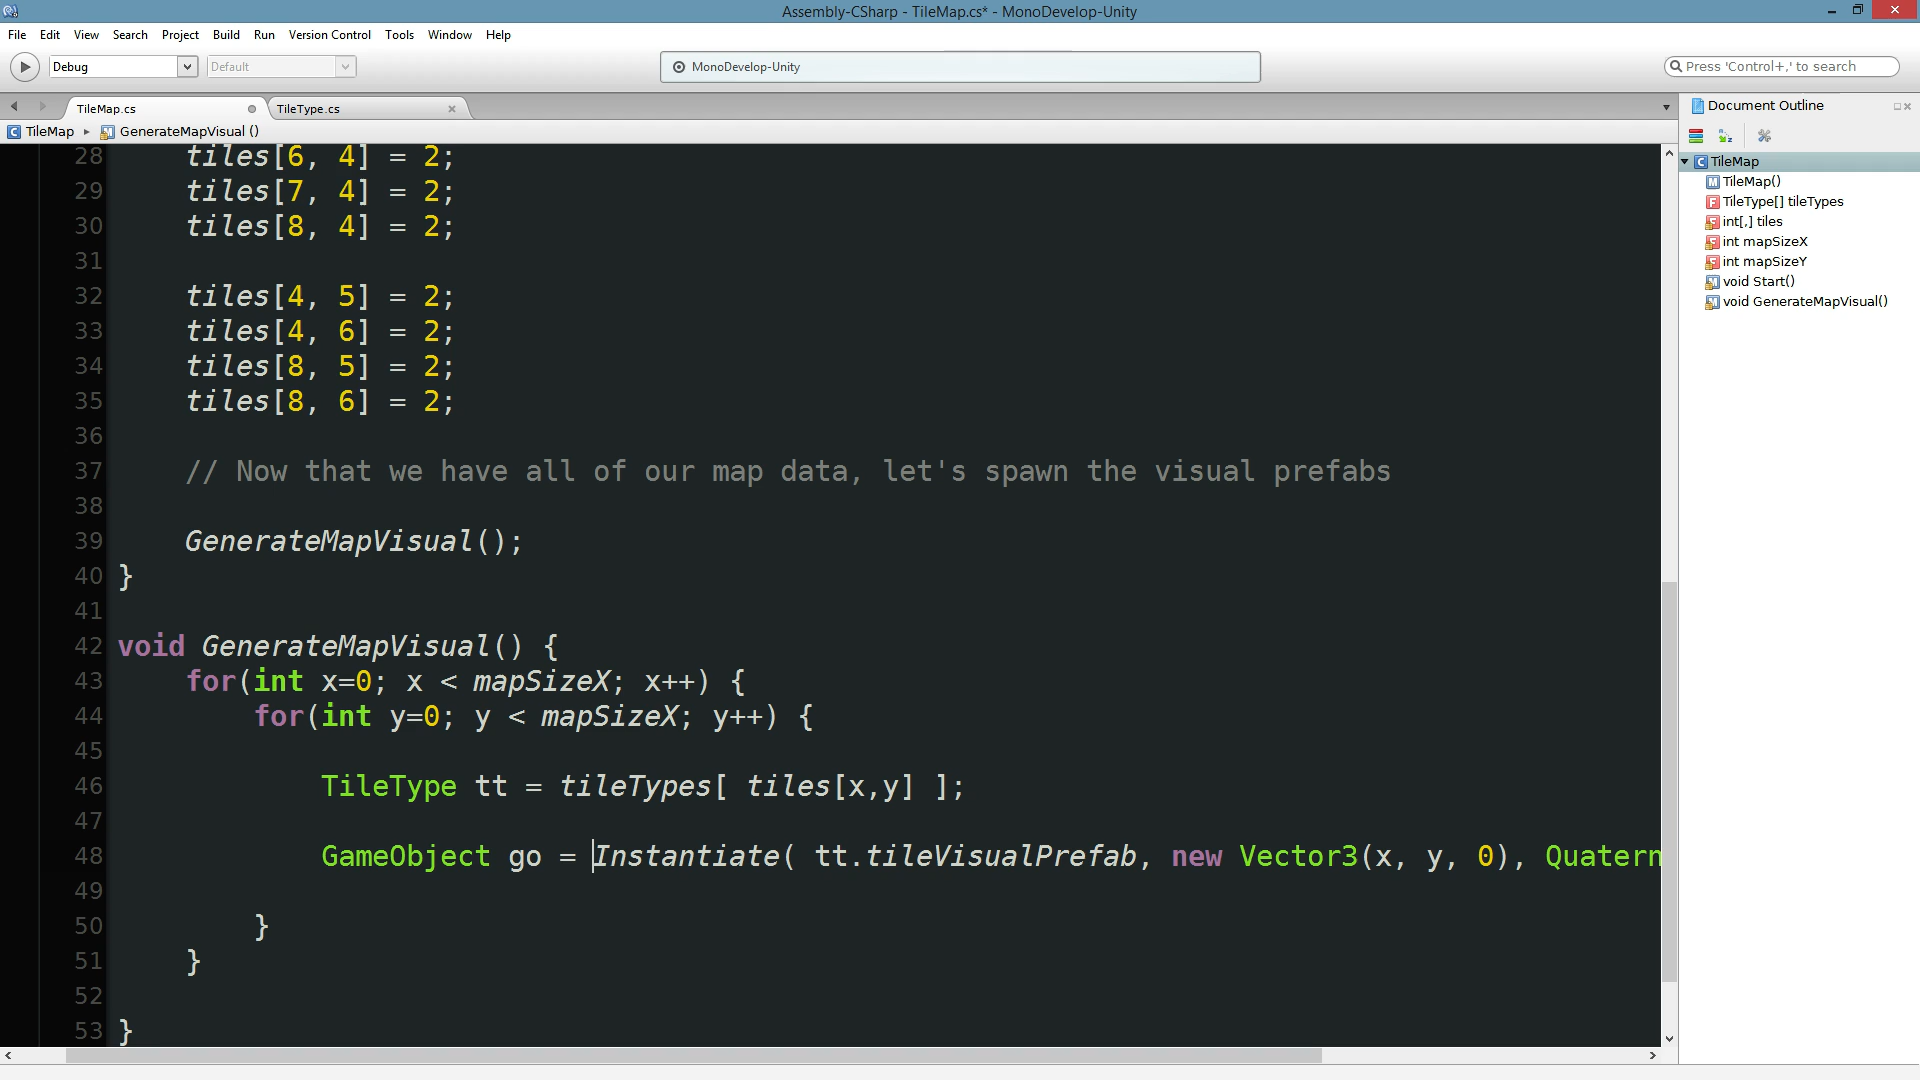 Assembly-CSharp - TileMap.cs* - MonoDevelop-Unity
File Edit View Search Project Build Run Version Control Tools Window Help
Debug Default MonoDevelop-Unity Press 'Control+,' to search
TileMap.cs TileType.cs Document Outline
TileMap GenerateMapVisual ()
28 tiles[6, 4] = 2;
29 tiles[7, 4] = 2;
30 tiles[8, 4] = 2;
31
32 tiles[4, 5] = 2;
33 tiles[4, 6] = 2;
34 tiles[8, 5] = 2;
35 tiles[8, 6] = 2;
36
37 // Now that we have all of our map data, let's spawn the visual prefabs
38
39 GenerateMapVisual();
40 }
41
42 void GenerateMapVisual() {
43 for(int x=0; x < mapSizeX; x++) {
44 for(int y=0; y < mapSizeX; y++) {
45
46 TileType tt = tileTypes[ tiles[x,y] ];
47
48 GameObject go = Instantiate( tt.tileVisualPrefab, new Vector3(x, y, 0), Quatern
49
50 }
51 }
52
53 }
TileMap
TileMap()
TileType[] tileTypes
int[,] tiles
int mapSizeX
int mapSizeY
void Start()
void GenerateMapVisual()